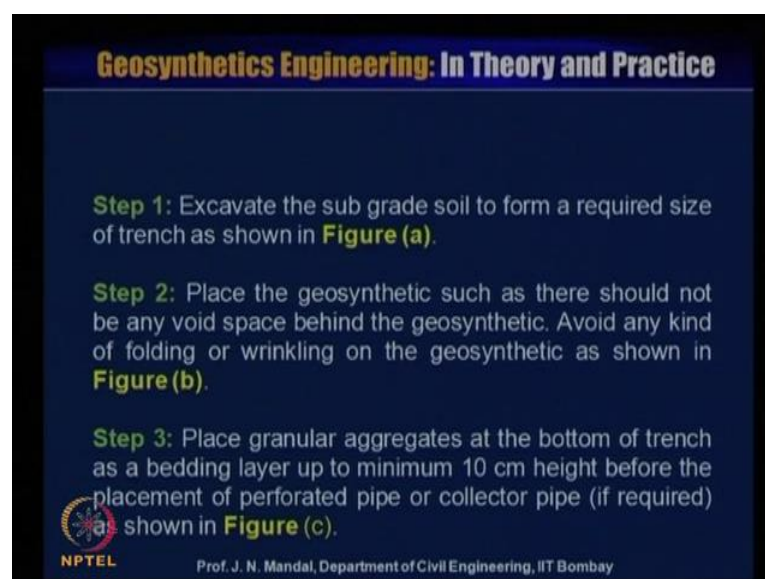 Geosynthetics Engineering: In Theory and Practice
Step 1: Excavate the sub grade soil to form a required size
of trench as shown in Figure (a).
Step 2: Place the geosynthetic such as there should not
be any void space behind the geosynthetic. Avoid any kind
of folding or wrinkling on the geosynthetic as shown in
Figure (b).
Step 3: Place granular aggregates at the bottom of trench
as a bedding layer up to minimum 10 cm height before the
placement of perforated pipe or collector pipe (if required)
as shown in Figure (c).
NPTEL
Prof. J. N. Mandal, Department of Civil Engineering, IIT Bombay